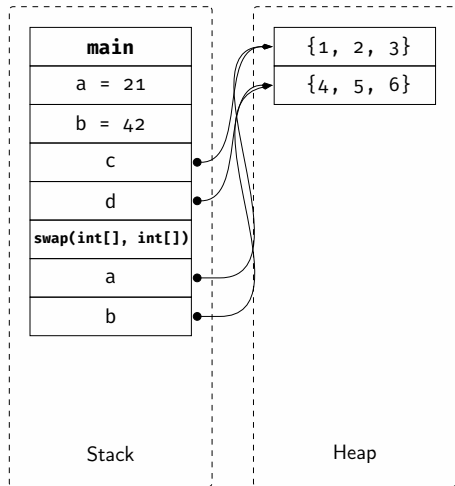 main
a = 21
b = 42
c
d
swap(int[], int[])
a
b
Stack
{1, 2, 3}
{4, 5, 6}
Heap